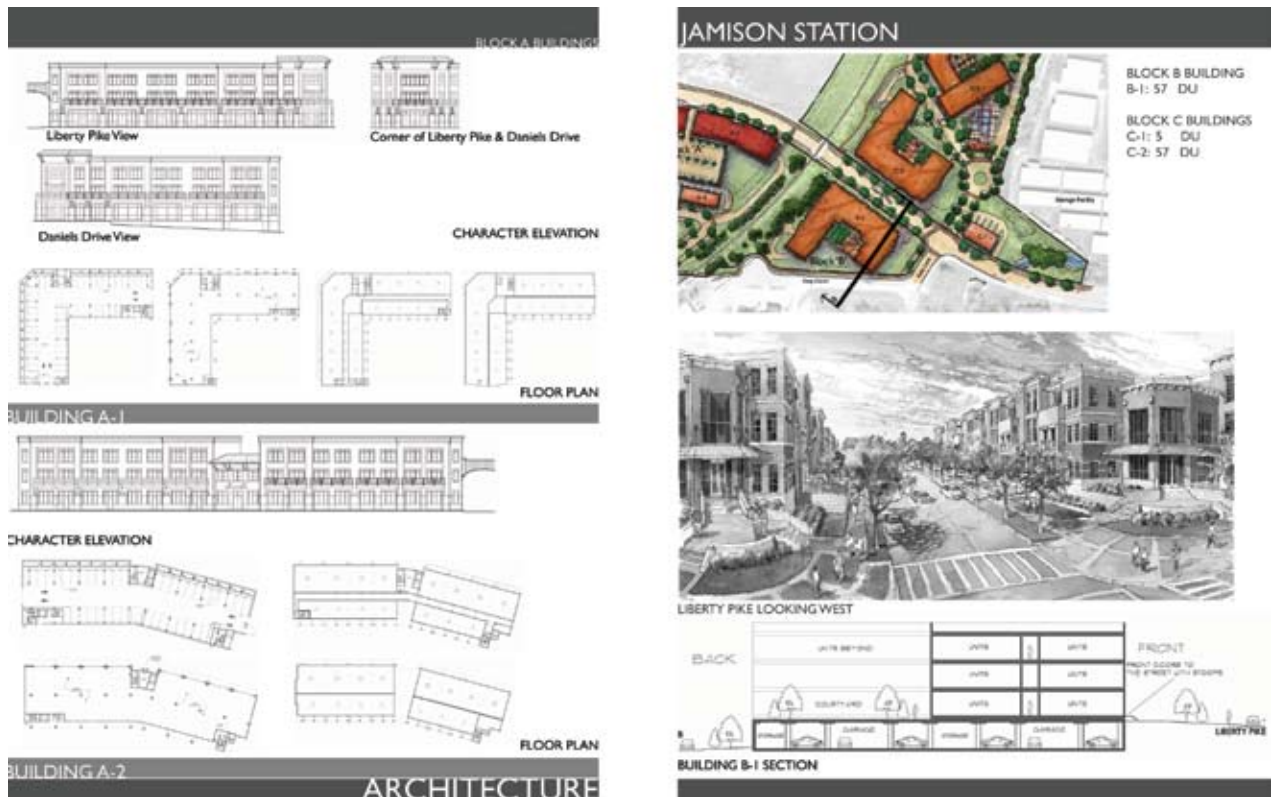 BLOCK A BUILDINGS
Liberty Pike View
Corner of Liberty Pike & Daniels Drive
Daniels Drive View
CHARACTER ELEVATION
FLOOR PLAN
BUILDING A-1
CHARACTER ELEVATION
FLOOR PLAN
BUILDING A-2
ARCHITECTURE
JAMISON STATION
BLOCK B BUILDING
B-1: 57 DU
BLOCK C BUILDINGS
C-1: 5 DU
C-2: 57 DU
Block 'B'
LIBERTY PIKE LOOKING WEST
BACK
UNITS BEYOND
UNITS
UNITS
FRONT
FRONT DOORS TO
THE STREET WITH STOOPS
UNITS
UNITS
COURTYARD
UNITS
UNITS
STORAGE
GARAGE
STORAGE
GARAGE
LIBERTY PIKE
BUILDING B-1 SECTION